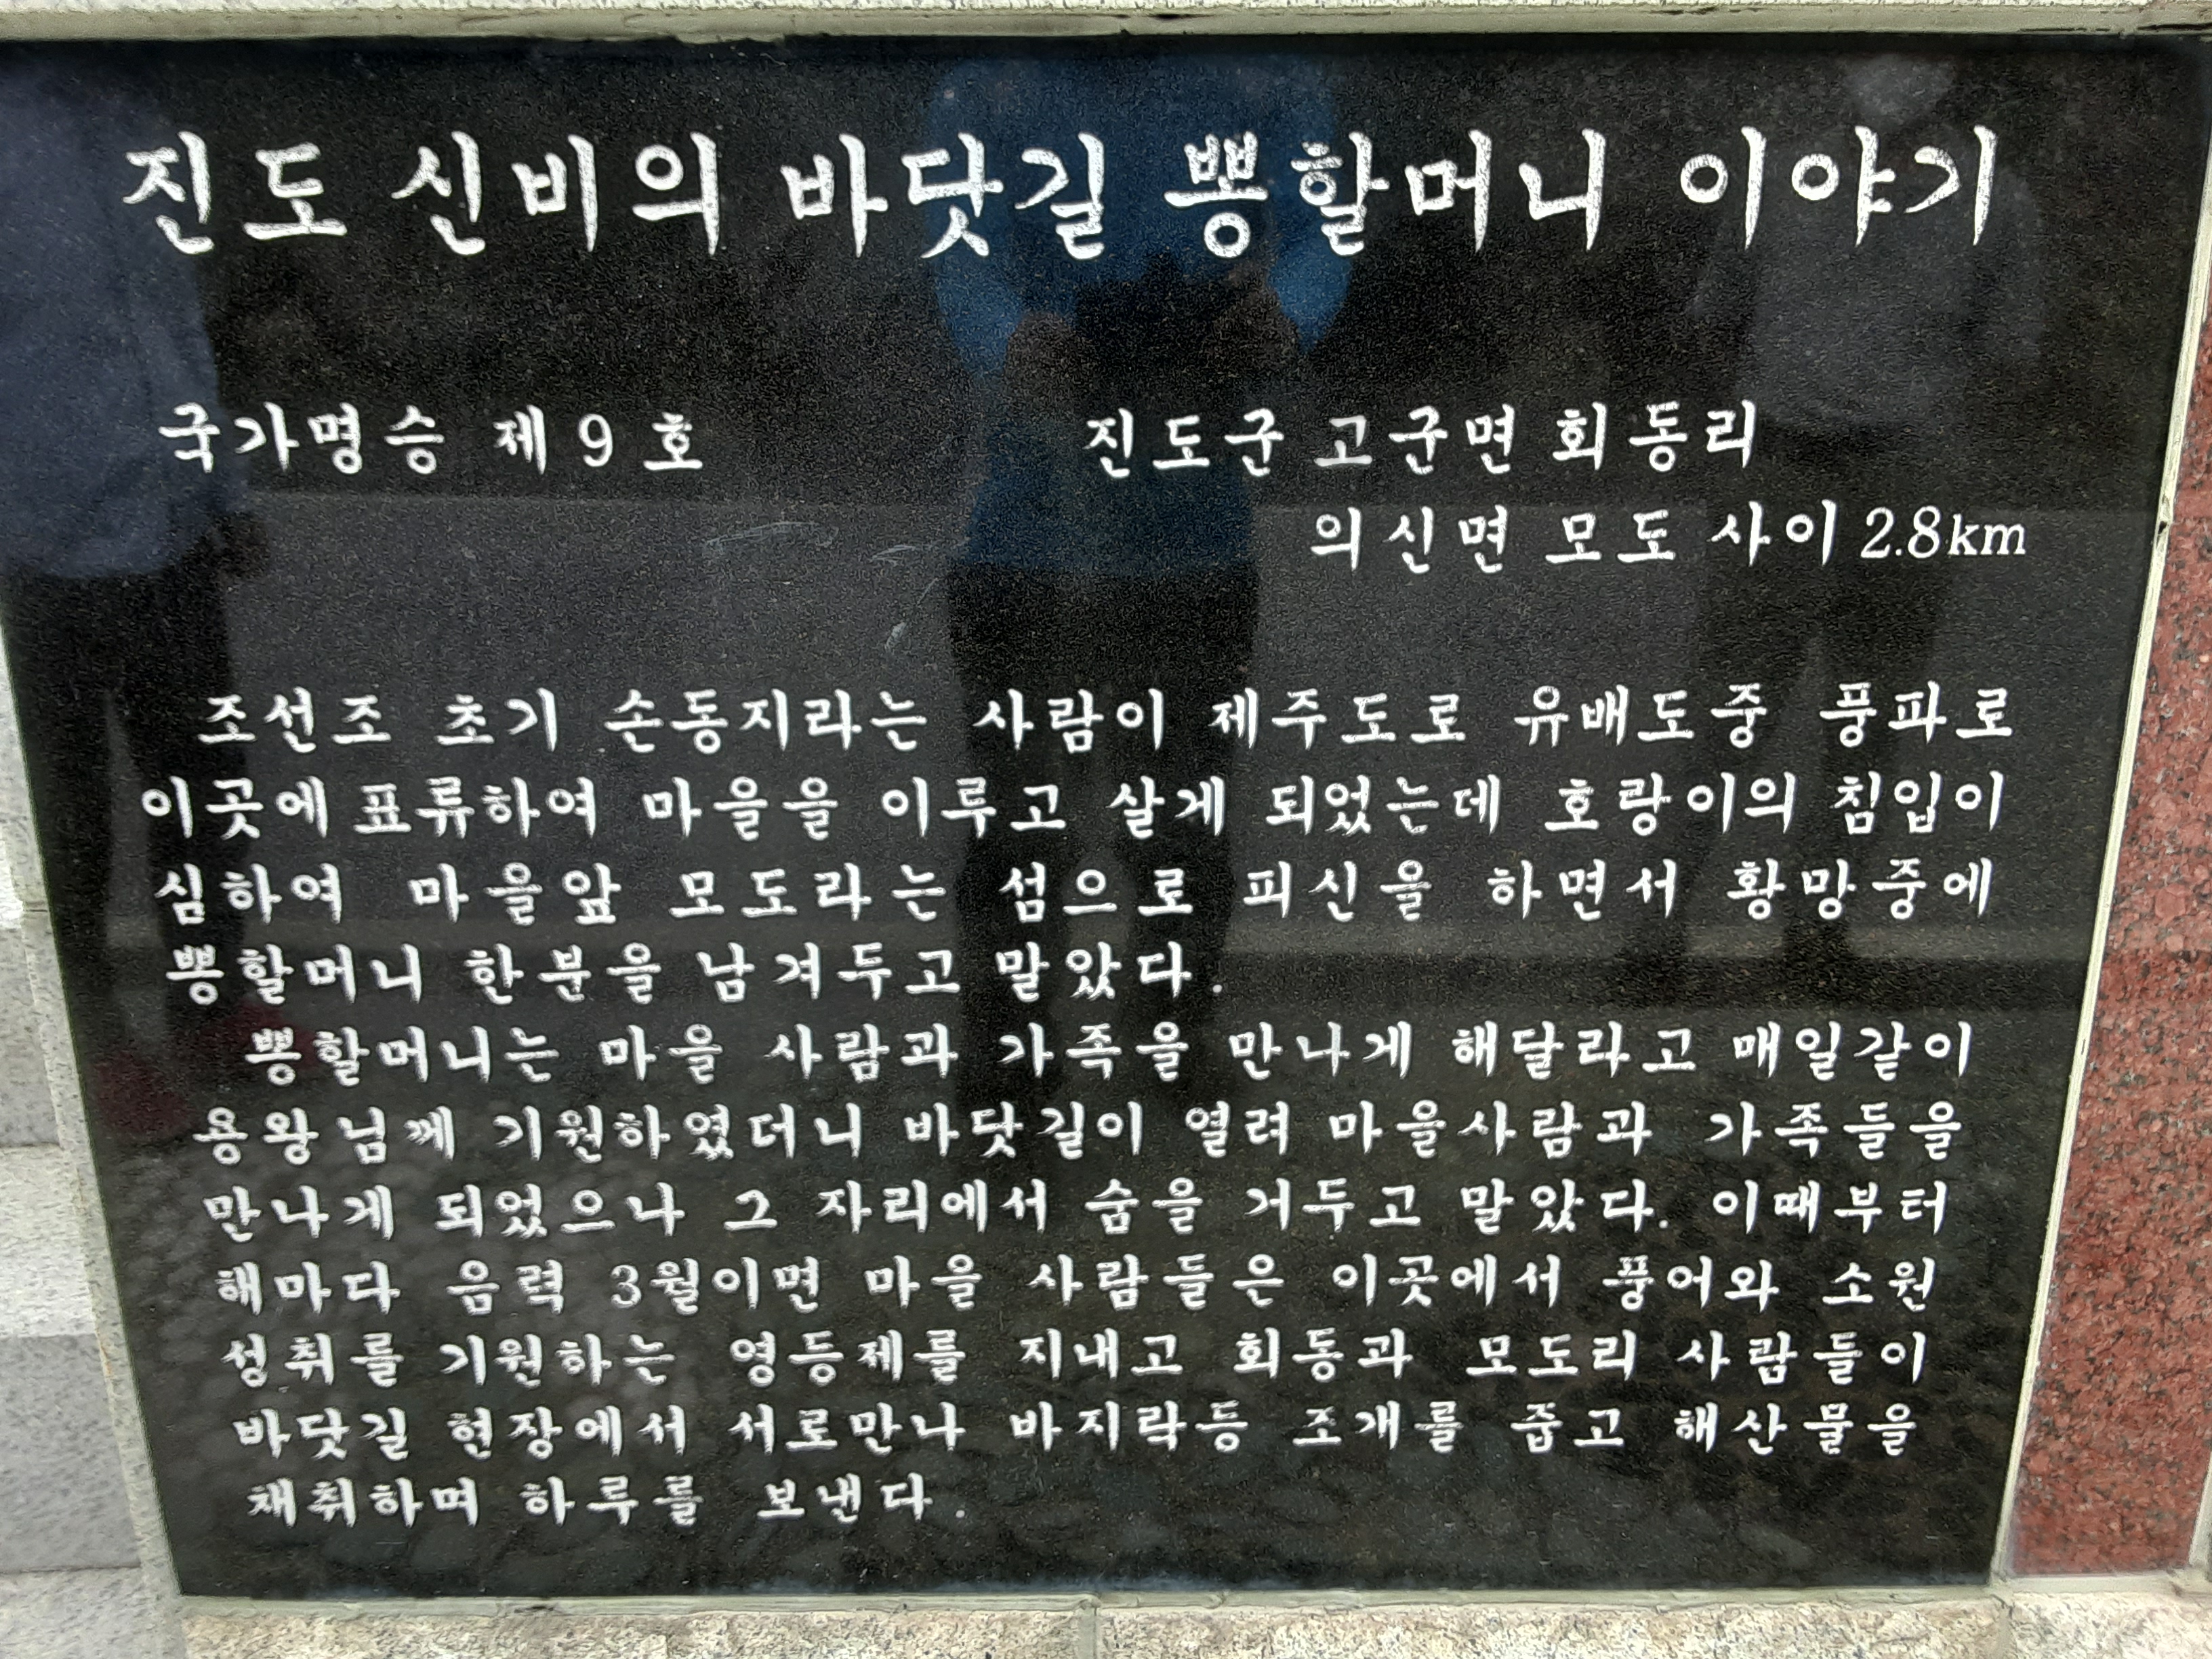 진도 신비의 바닷길 뽕할머니 이야기
국가명승 제 9 호 진도군 고군면 회동리
의신면 모도 사이 2.8km
조선조 초기 손동지라는 사람이 제주도로 유배도중 풍파로
이곳에 표류하여 마을을 이루고 살게 되었는데 호랑이의 침입이
심하여 마을앞 모도라는 섬으로 피신을 하면서 황망중에
뽕할머니 한분을 남겨두고 말았다.
뽕할머니는 마을 사람과 가족을 만나게 해달라고 매일같이
용왕님께 기원하였더니 바닷길이 열려 마을사람과 가족들을
만나게 되었으나 그 자리에서 숨을 거두고 말았다. 이때부터
해마다 음력 3월이면 마을 사람들은 이곳에서 풍어와 소원
성취를 기원하는 영등제를 지내고 회동과 모도리 사람들이
바닷길 현장에서 서로만나 바지락등 조개를 줍고 해산물을
채취하며 하루를 보낸다.